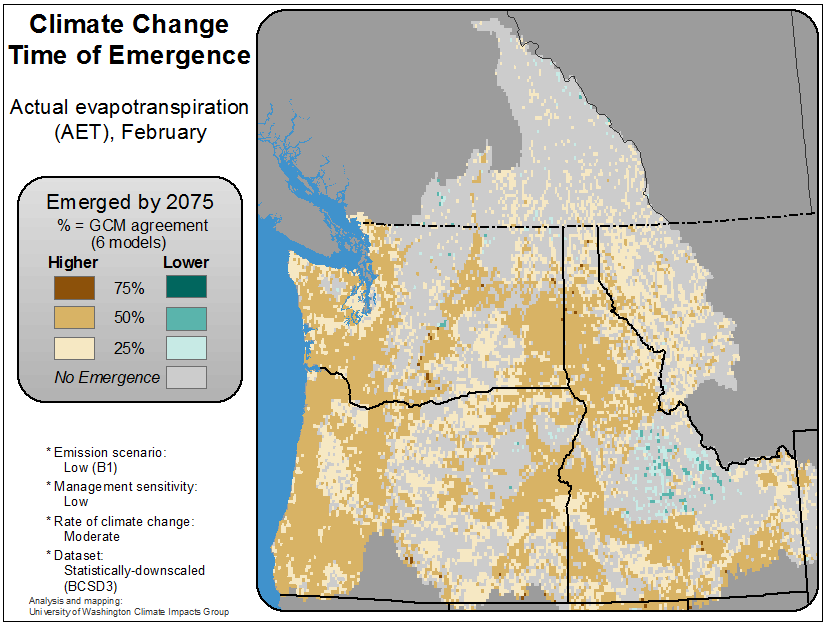 Climate Change
Time of Emergence
Actual evapotranspiration
(AET), February
Emerged by 2075
% = GCM agreement
(6 models)
Higher Lower
75%
50%
25%
No Emergence
* Emission scenario:
Low (B1)
* Management sensitivity:
Low
* Rate of climate change:
Moderate
* Dataset:
Statistically-downscaled
(BCSD3)
Analysis and mapping:
University of Washington Climate Impacts Group